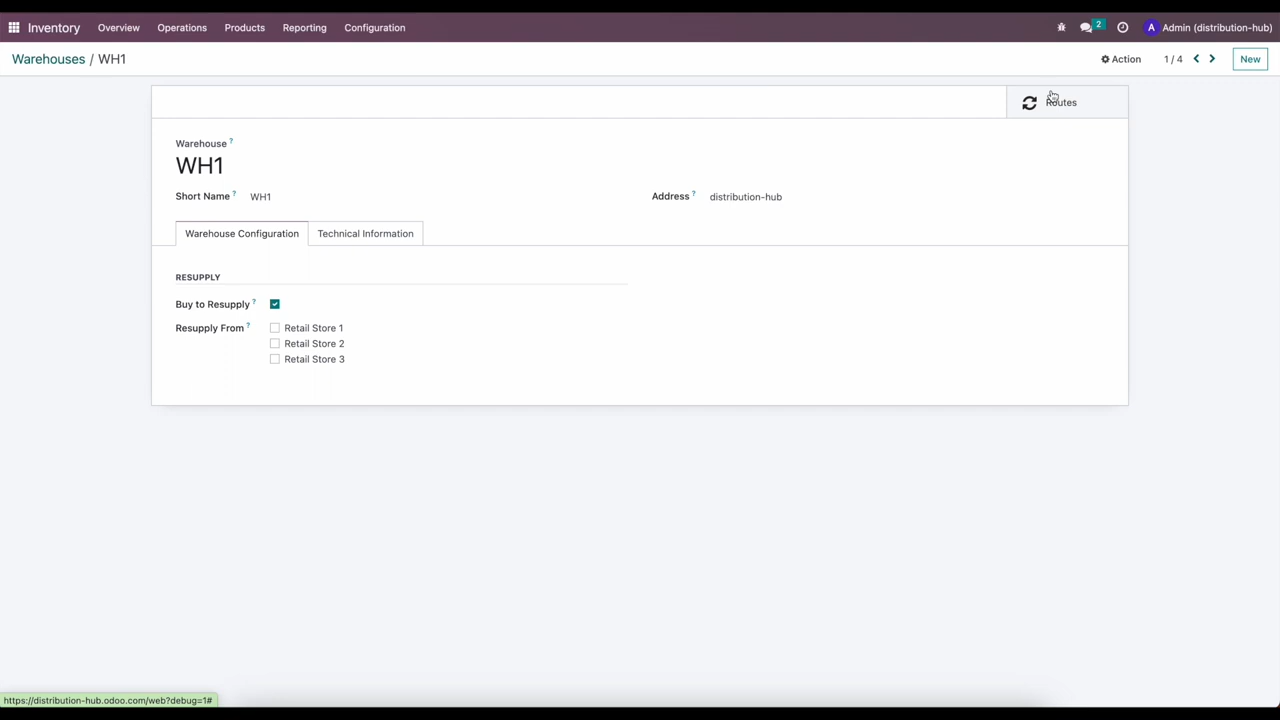 Inventory Overview Operations Products Reporting Configuration 2 A Admin (distribution-hub)
Warehouses / WH1 Action 1 / 4 New
Routes
Warehouse ?
WH1
Short Name ? WH1 Address ? distribution-hub
Warehouse Configuration Technical Information
RESUPPLY
Buy to Resupply ?
Resupply From ? Retail Store 1
Retail Store 2
Retail Store 3
https://distribution-hub.odoo.com/web?debug=1#